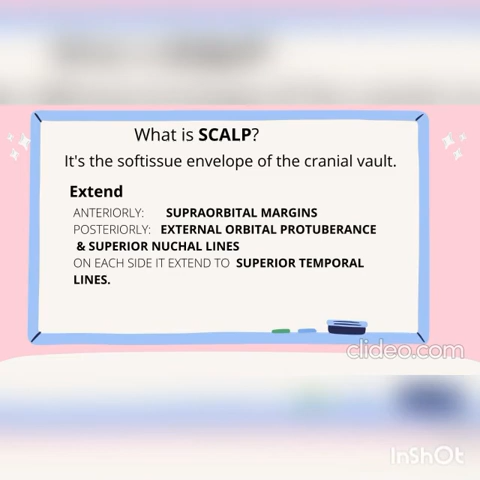 What is SCALP?
It's the softissue envelope of the cranial vault.
Extend
ANTERIORLY: SUPRAORBITAL MARGINS
POSTERIORLY: EXTERNAL ORBITAL PROTUBERANCE
& SUPERIOR NUCHAL LINES
ON EACH SIDE IT EXTEND TO SUPERIOR TEMPORAL
LINES.
clideo.com
InShOt